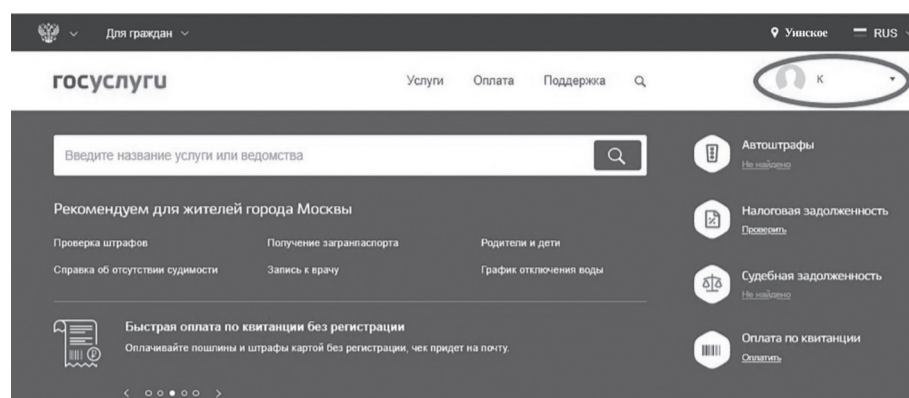 Для граждан
Уинское
RUS
госуслуги
Услуги Оплата Поддержка
К
Введите название услуги или ведомства
Автоштрафы
Не найдено
Рекомендуем для жителей города Москвы
Налоговая задолженность
Проверить
Проверка штрафов
Получение загранпаспорта
Родители и дети
Справка об отсутствии судимости
Запись к врачу
График отключения воды
Судебная задолженность
Не найдено
Быстрая оплата по квитанции без регистрации
Оплачивайте пошлины и штрафы картой без регистрации, чек придет на почту.
Оплата по квитанции
Оплатить